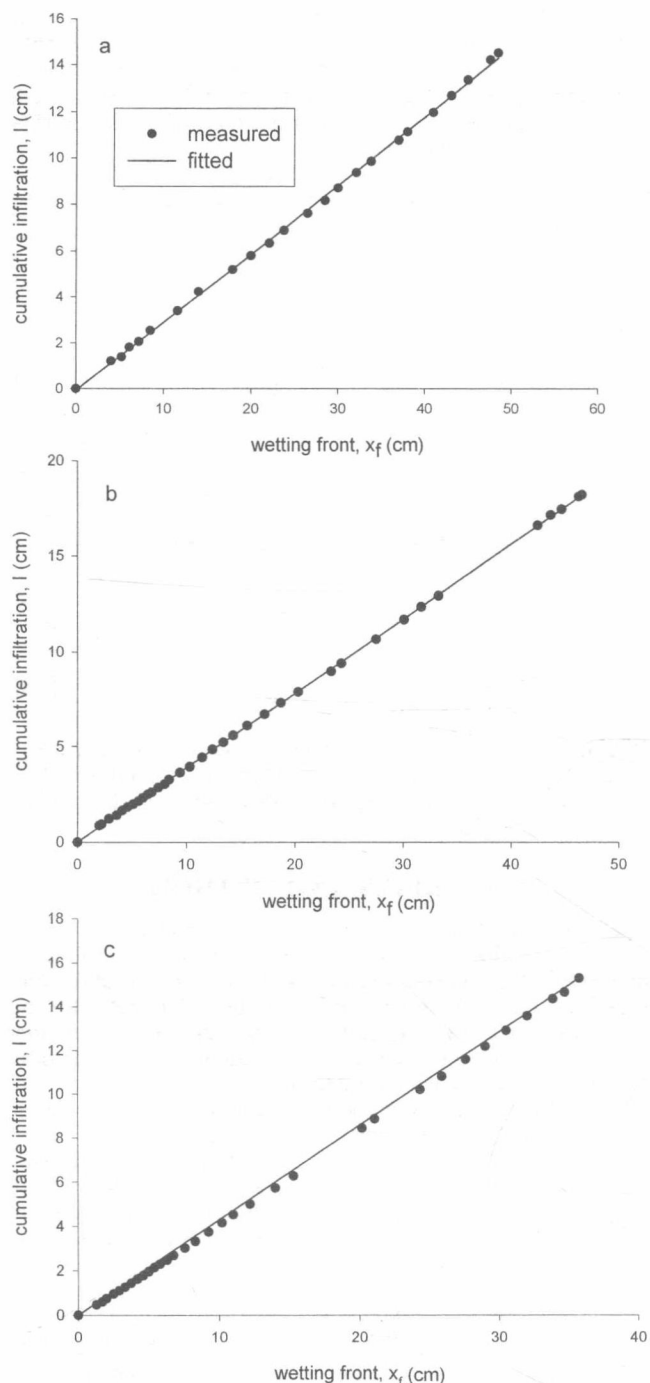 a
16
14
12
10
8
6
4
2
0
cumulative infiltration, I (cm)
measured
fitted
0 10 20 30 40 50 60
wetting front, x_f (cm)
b
20
15
10
5
0
cumulative infiltration, I (cm)
0 10 20 30 40 50
wetting front, x_f (cm)
c
18
16
14
12
10
8
6
4
2
0
cumulative infiltration, I (cm)
0 10 20 30 40
wetting front, x_f (cm)